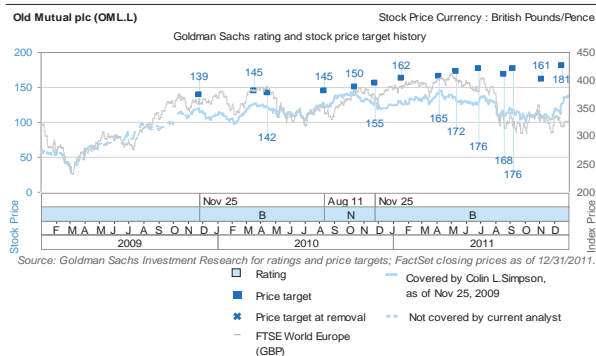 Old Mutual plc (OML.L) Stock Price Currency : British Pounds/Pence
Goldman Sachs rating and stock price target history
200 450
150 400
100 350
50 300
0 250
200
139 145 142 145 150 155 162 165 172 176 168 176 161 181
Stock Price
Index Price
Nov 25 Aug 11 Nov 25
B N B
F M A M J J A S O N D J F M A M J J A S O N D J F M A M J J A S O N D
2009 2010 2011
Source: Goldman Sachs Investment Research for ratings and price targets; FactSet closing prices as of 12/31/2011.
Rating
Price target
Price target at removal
FTSE World Europe
(GBP)
Covered by Colin L.Simpson,
as of Nov 25, 2009
Not covered by current analyst